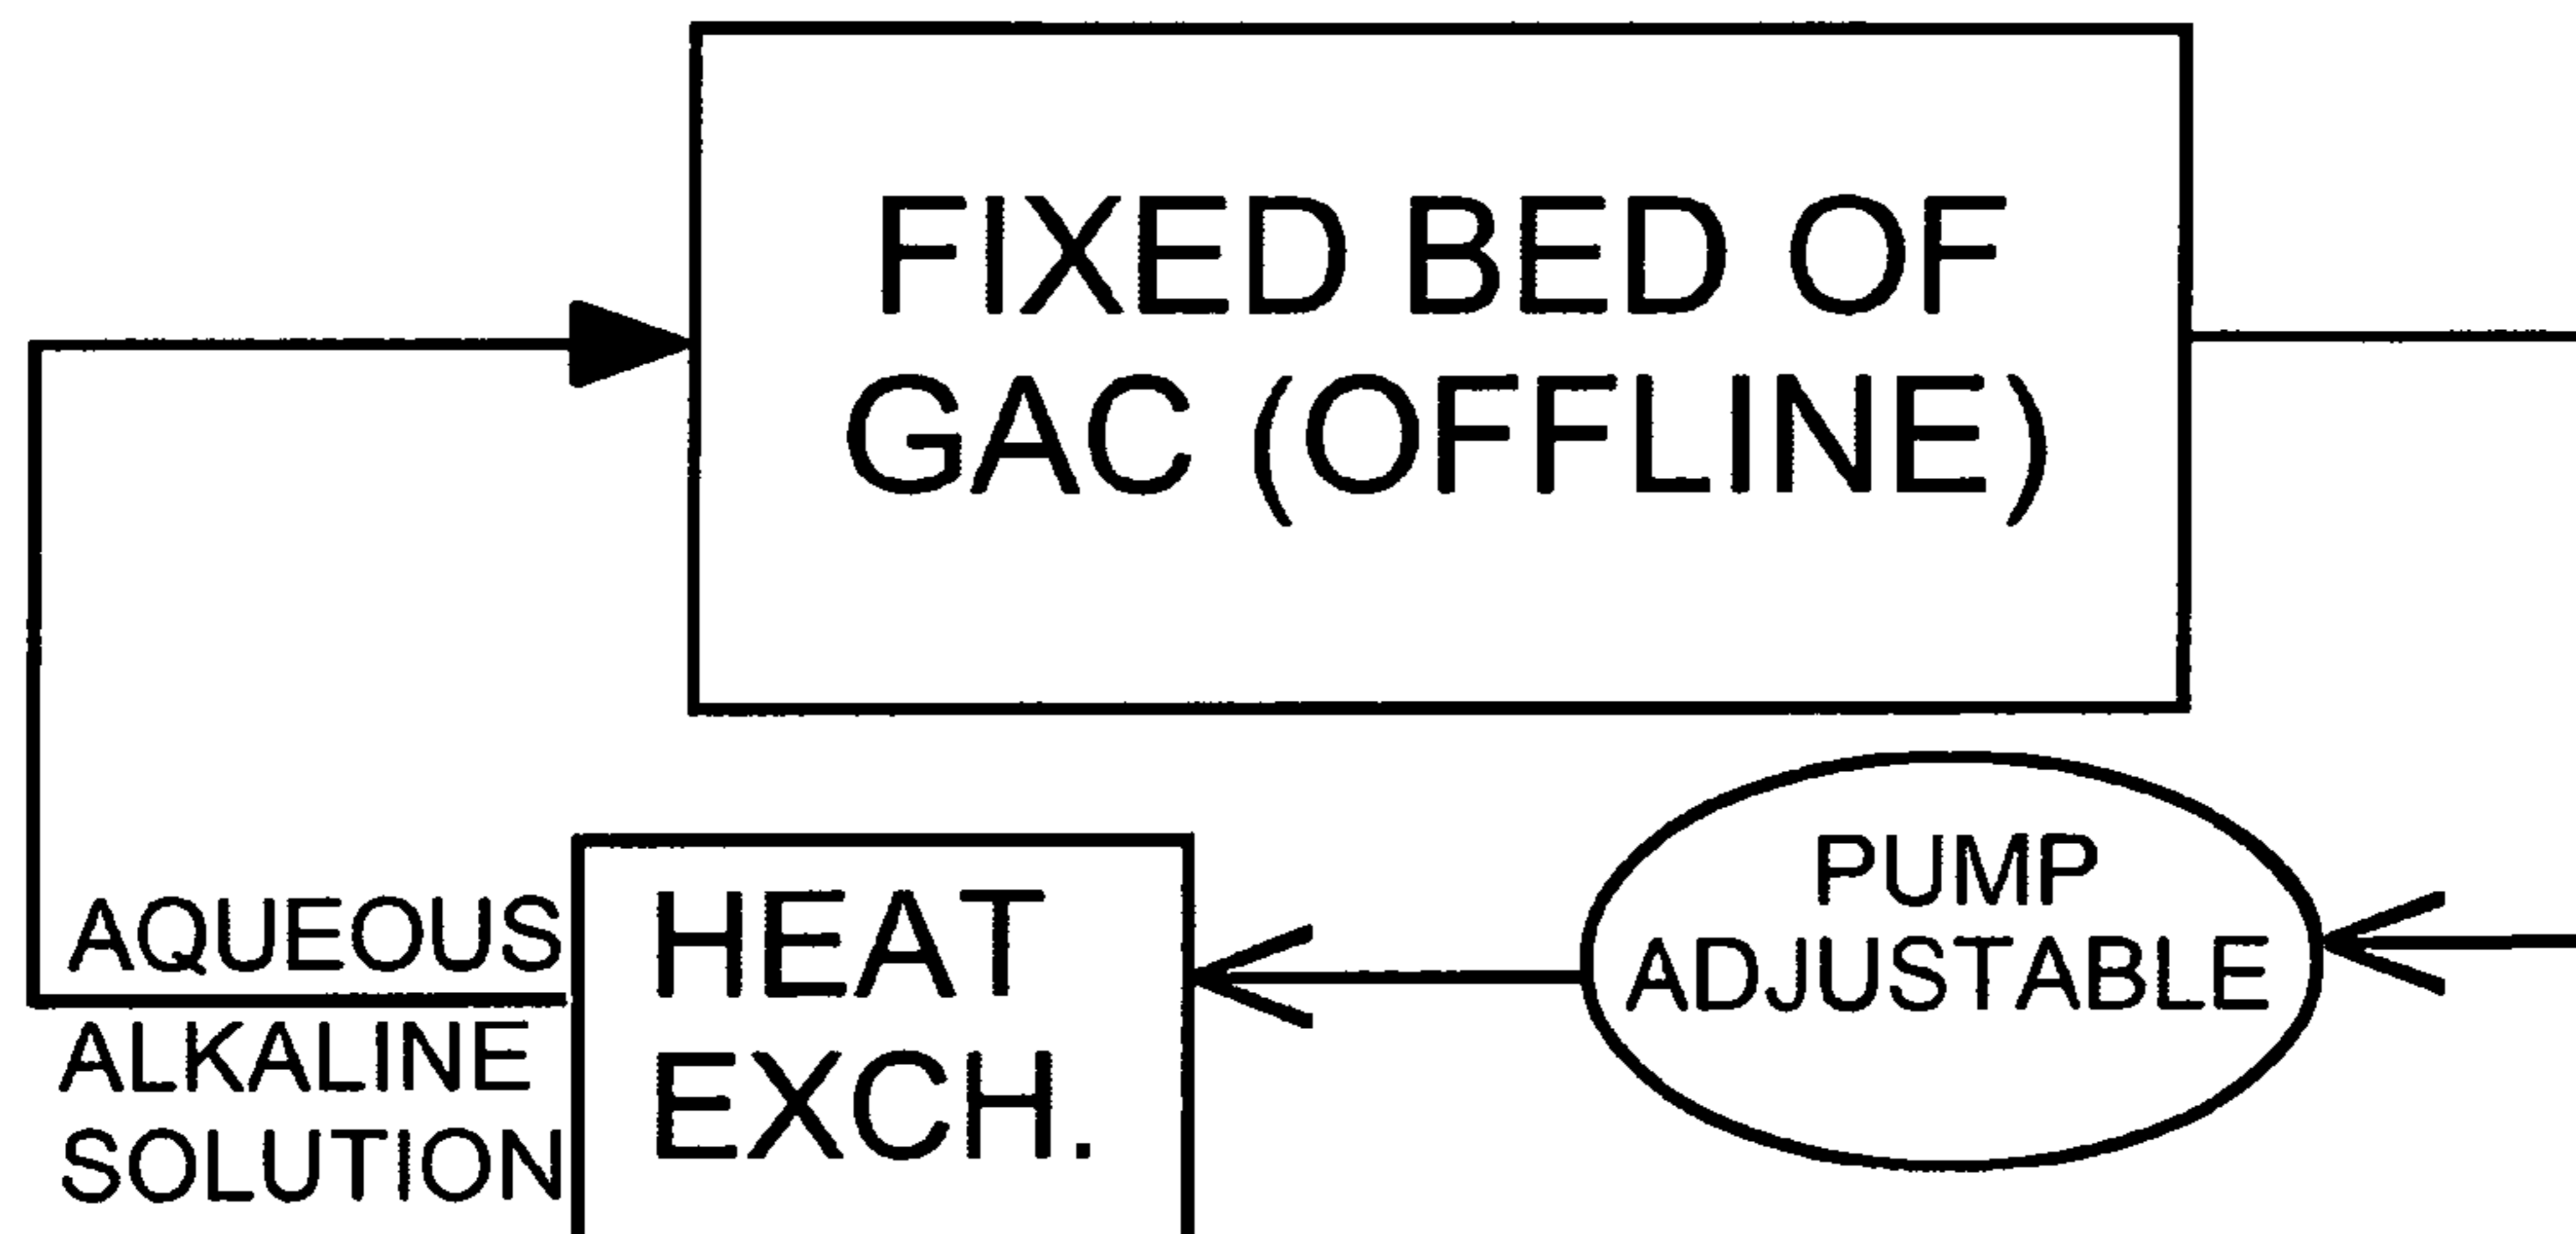 FIXED BED OF
GAC (OFFLINE)
PUMP
ADJUSTABLE
HEAT
EXCH.
AQUEOUS
ALKALINE
SOLUTION